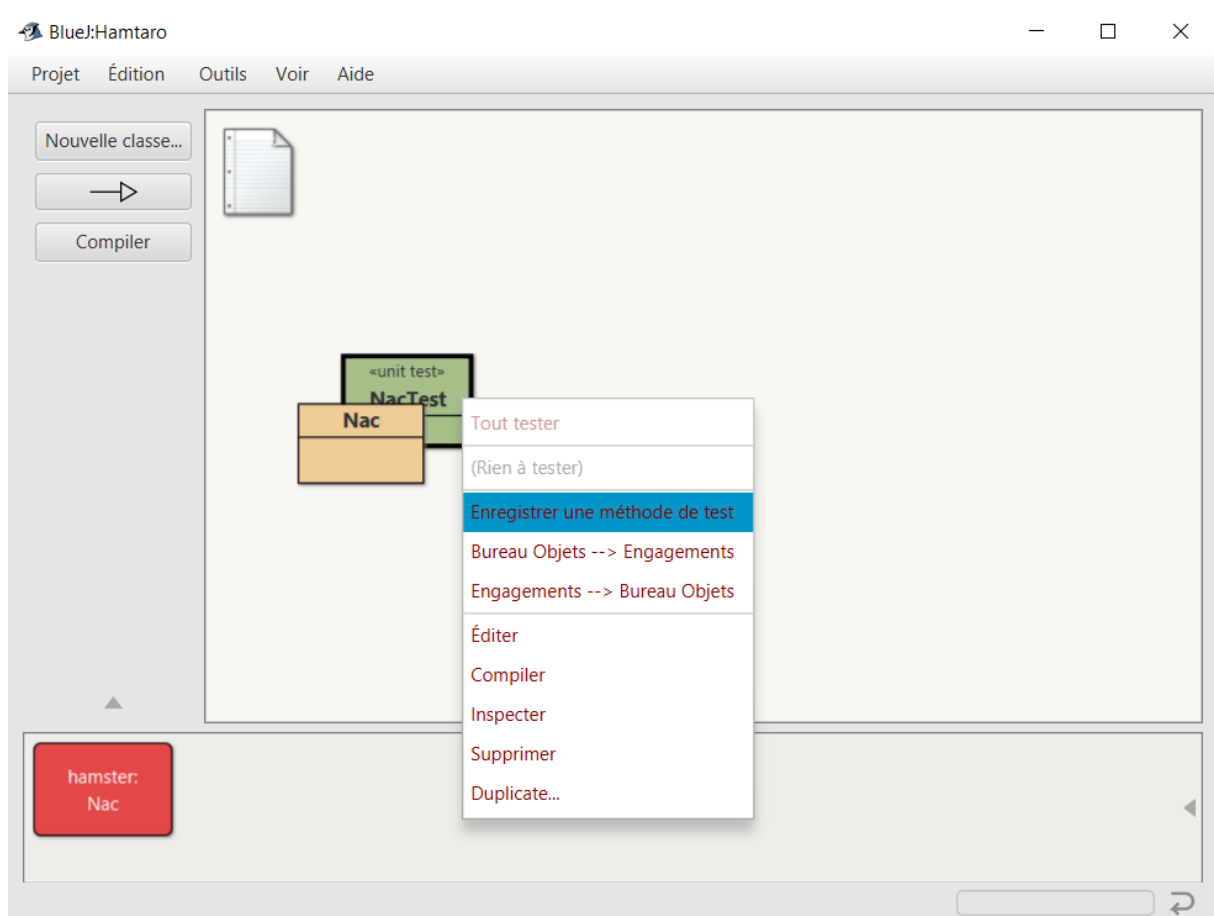 BlueJ:Hamtaro
Projet Édition Outils Voir Aide
Nouvelle classe...
Compiler
«unit test»
NacTest
Nac
Tout tester
(Rien à tester)
Enregistrer une méthode de test
Bureau Objets --> Engagements
Engagements --> Bureau Objets
Éditer
Compiler
Inspecter
Supprimer
Duplicate...
hamster:
Nac